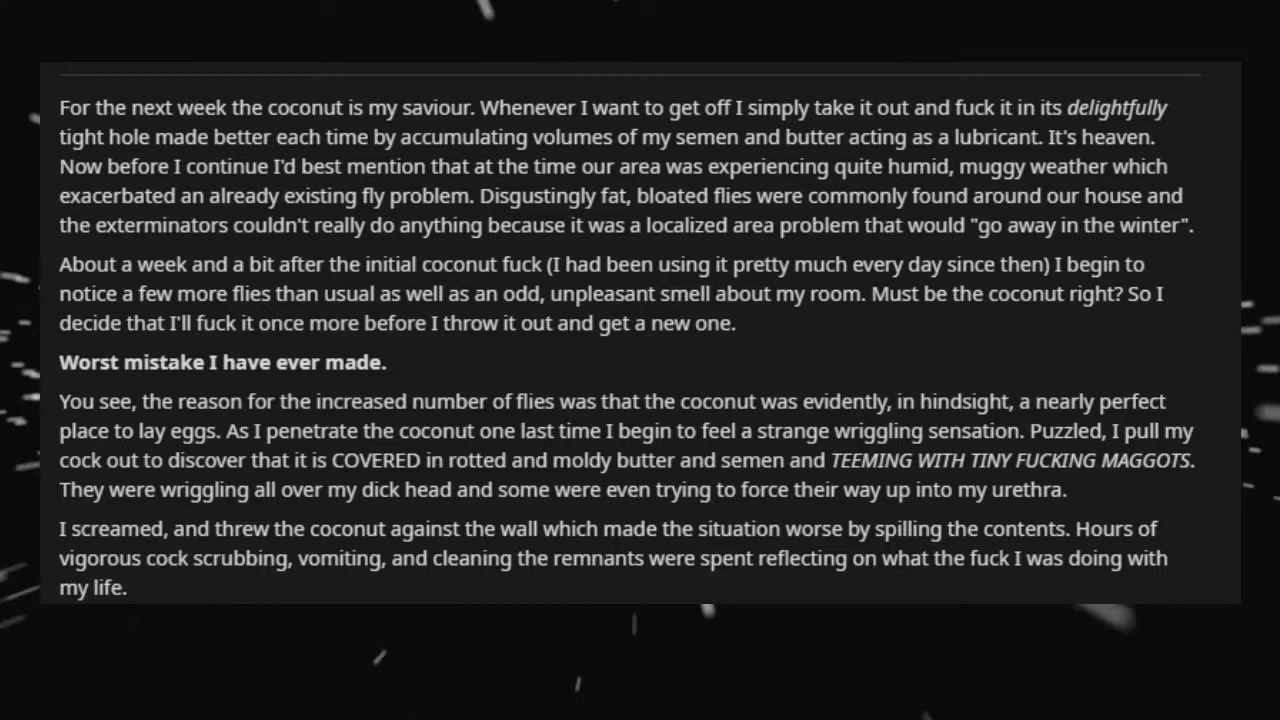 For the next week the coconut is my saviour. Whenever I want to get off I simply take it out and fuck it in its delightfully
tight hole made better each time by accumulating volumes of my semen and butter acting as a lubricant. It's heaven.
Now before I continue I'd best mention that at the time our area was experiencing quite humid, muggy weather which
exacerbated an already existing fly problem. Disgustingly fat, bloated flies were commonly found around our house and
the exterminators couldn't really do anything because it was a localized area problem that would "go away in the winter".
About a week and a bit after the initial coconut fuck (I had been using it pretty much every day since then) I begin to
notice a few more flies than usual as well as an odd, unpleasant smell about my room. Must be the coconut right? So I
decide that I'll fuck it once more before I throw it out and get a new one.
Worst mistake I have ever made.
You see, the reason for the increased number of flies was that the coconut was evidently, in hindsight, a nearly perfect
place to lay eggs. As I penetrate the coconut one last time I begin to feel a strange wriggling sensation. Puzzled, I pull my
cock out to discover that it is COVERED in rotted and moldy butter and semen and TEEMING WITH TINY FUCKING MAGGOTS.
They were wriggling all over my dick head and some were even trying to force their way up into my urethra.
I screamed, and threw the coconut against the wall which made the situation worse by spilling the contents. Hours of
vigorous cock scrubbing, vomiting, and cleaning the remnants were spent reflecting on what the fuck I was doing with
my life.